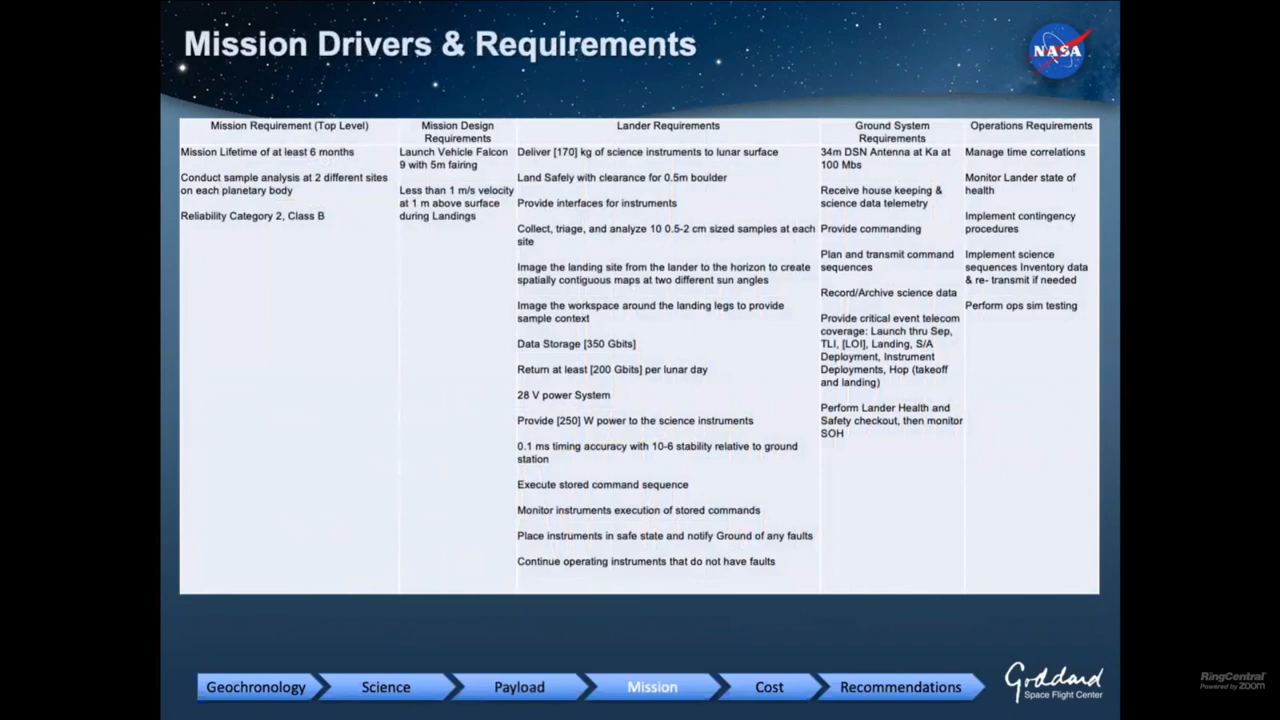 Mission Drivers & Requirements
NASA
Mission Requirement (Top Level)
Mission Lifetime of at least 6 months
Conduct sample analysis at 2 different sites
on each planetary body
Reliability Category 2, Class B
Mission Design
Requirements
Launch Vehicle Falcon
9 with 5m fairing
Less than 1 m/s velocity
at 1 m above surface
during Landings
Lander Requirements
Deliver [170] kg of science instruments to lunar surface
Land Safely with clearance for 0.5m boulder
Provide interfaces for instruments
Collect, triage, and analyze 10 0.5-2 cm sized samples at each
site
Image the landing site from the lander to the horizon to create
spatially contiguous maps at two different sun angles
Image the workspace around the landing legs to provide
sample context
Data Storage [350 Gbits]
Return at least [200 Gbits] per lunar day
28 V power System
Provide [250] W power to the science instruments
0.1 ms timing accuracy with 10-6 stability relative to ground
station
Execute stored command sequence
Monitor instruments execution of stored commands
Place instruments in safe state and notify Ground of any faults
Continue operating instruments that do not have faults
Ground System
Requirements
34m DSN Antenna at Ka at
100 Mbs
Receive house keeping &
science data telemetry
Provide commanding
Plan and transmit command
sequences
Record/Archive science data
Provide critical event telecom
coverage: Launch thru Sep,
TLI, [LOI], Landing, S/A
Deployment, Instrument
Deployments, Hop (takeoff
and landing)
Perform Lander Health and
Safety checkout, then monitor
SOH
Operations Requirements
Manage time correlations
Monitor Lander state of
health
Implement contingency
procedures
Implement science
sequences Inventory data
& re- transmit if needed
Perform ops sim testing
Geochronology
Science
Payload
Mission
Cost
Recommendations
Goddard
Space Flight Center
RingCentral
Powered by zoom